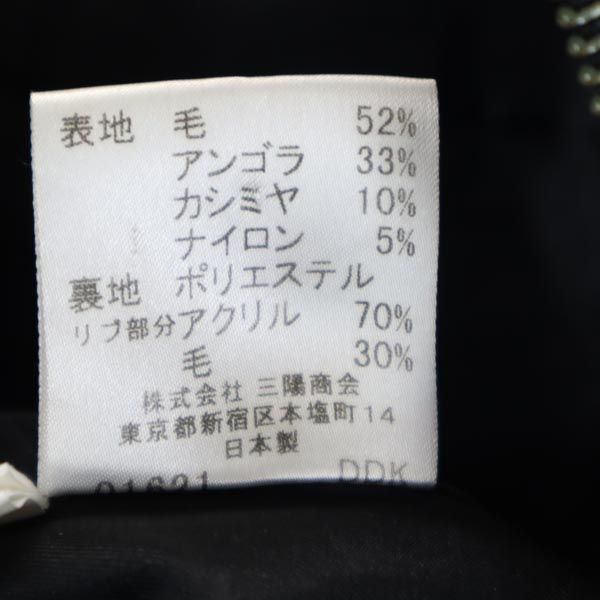 表地 毛 52%
アンゴラ 33%
カシミヤ 10%
ナイロン 5%
裏地 ポリエステル
リブ部分 アクリル 70%
毛 30%
株式会社 三陽商会
東京都新宿区本塩町14
日本製
01621 DDK